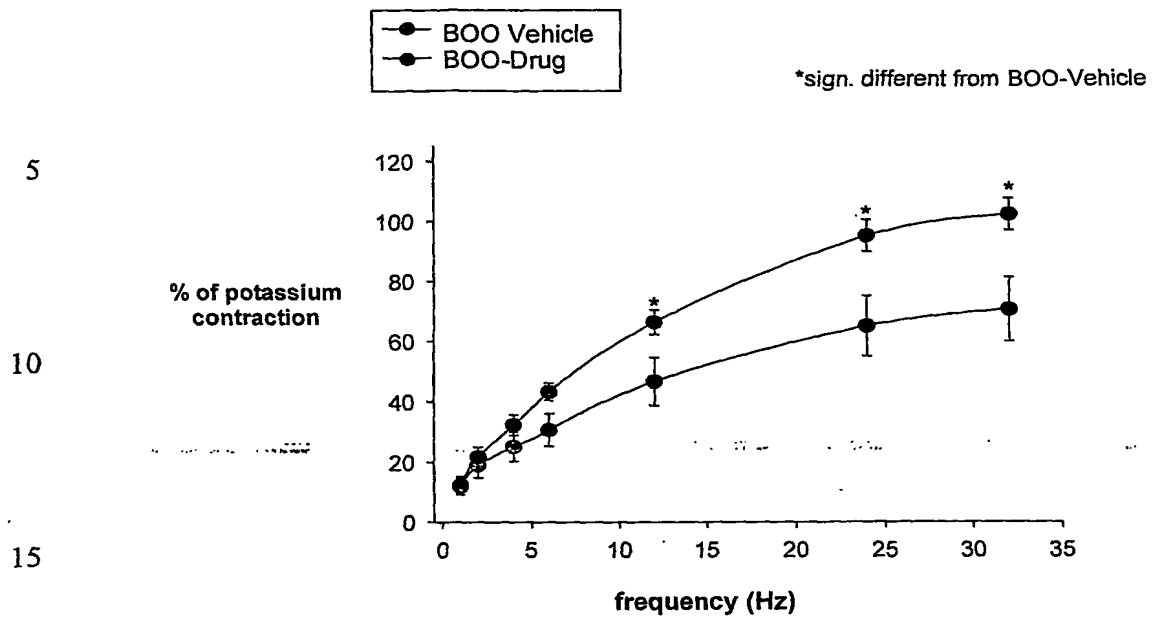 BOO Vehicle
BOO-Drug
*sign. different from BOO-Vehicle
5
120
100
80
60
40
20
0
% of potassium
contraction
*
*
*
10
15
0 5 10 15 20 25 30 35
frequency (Hz)